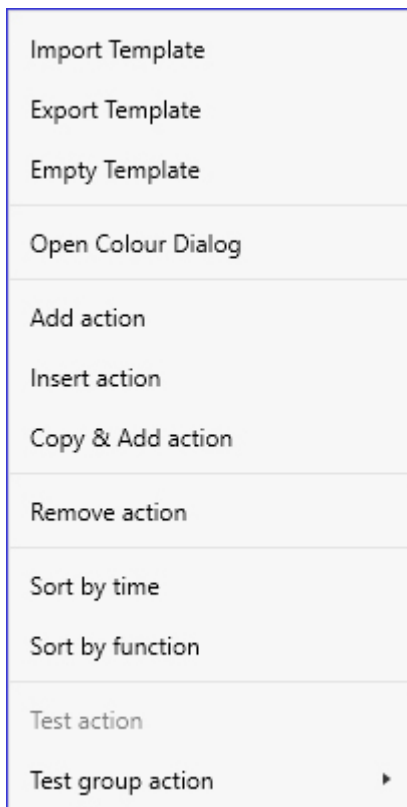 Import Template
Export Template
Empty Template
Open Colour Dialog
Add action
Insert action
Copy & Add action
Remove action
Sort by time
Sort by function
Test action
Test group action